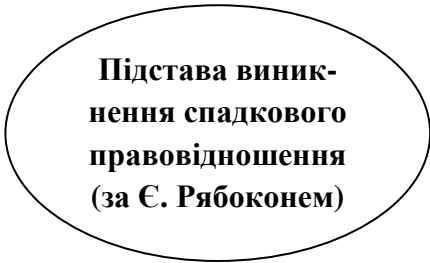 Підстава виник-
нення спадкового
правовідношення
(за Є. Рябоконем)